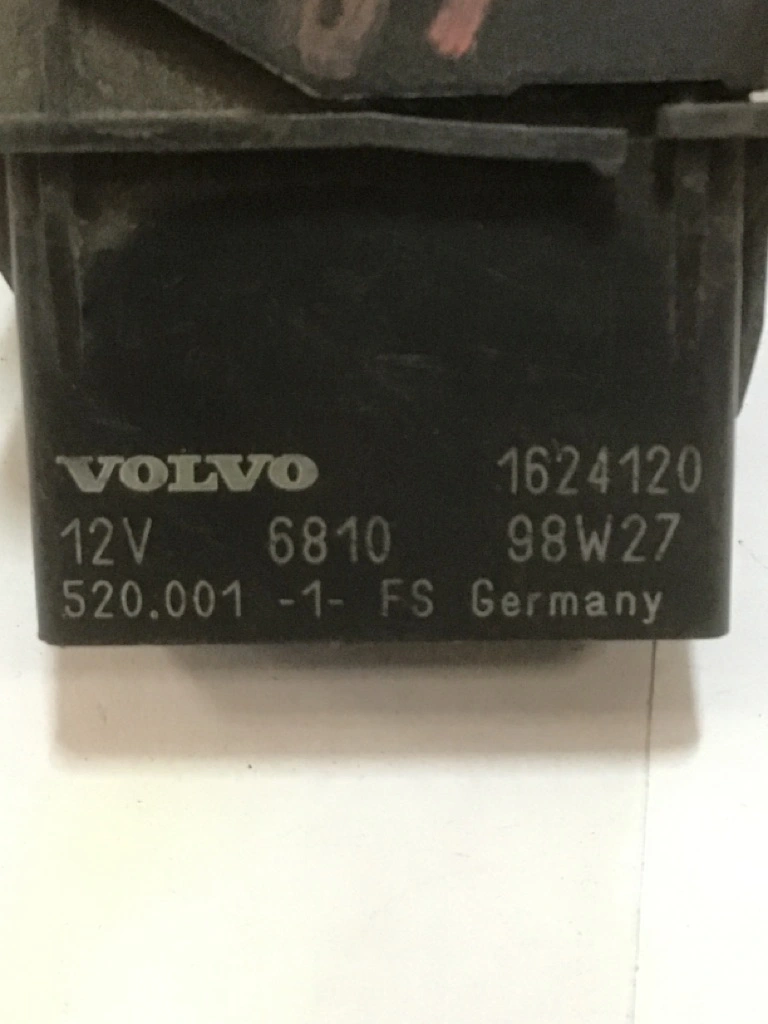 VOLVO 1624120
12V 6810 98W27
520.001 -1- FS Germany